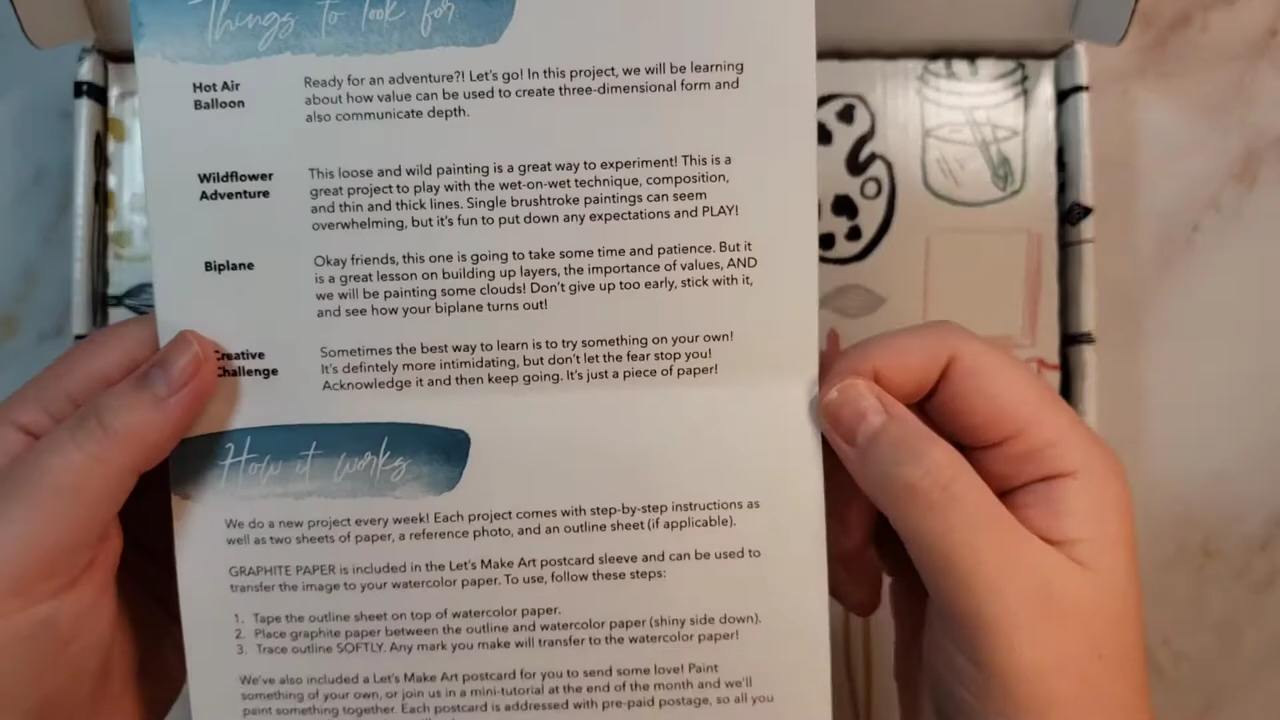 Things to look for
Hot Air
Balloon
Ready for an adventure?! Let's go! In this project, we will be learning
about how value can be used to create three-dimensional form and
also communicate depth.
Wildflower
Adventure
This loose and wild painting is a great way to experiment! This is a
great project to play with the wet-on-wet technique, composition,
and thin and thick lines. Single brushtroke paintings can seem
overwhelming, but it's fun to put down any expectations and PLAY!
Biplane
Okay friends, this one is going to take some time and patience. But it
is a great lesson on building up layers, the importance of values, AND
we will be painting some clouds! Don't give up too early, stick with it,
and see how your biplane turns out!
Creative
Challenge
Sometimes the best way to learn is to try something on your own!
It's defintely more intimidating, but don't let the fear stop you!
Acknowledge it and then keep going. It's just a piece of paper!
How it works
We do a new project every week! Each project comes with step-by-step instructions as
well as two sheets of paper, a reference photo, and an outline sheet (if applicable).
GRAPHITE PAPER is included in the Let's Make Art postcard sleeve and can be used to
transfer the image to your watercolor paper. To use, follow these steps:
1. Tape the outline sheet on top of watercolor paper.
2. Place graphite paper between the outline and watercolor paper (shiny side down).
3. Trace outline SOFTLY. Any mark you make will transfer to the watercolor paper!
We've also included a Let's Make Art postcard for you to send some love! Paint
something of your own, or join us in a mini-tutorial at the end of the month and we'll
paint something together. Each postcard is addressed with pre-paid postage, so all you